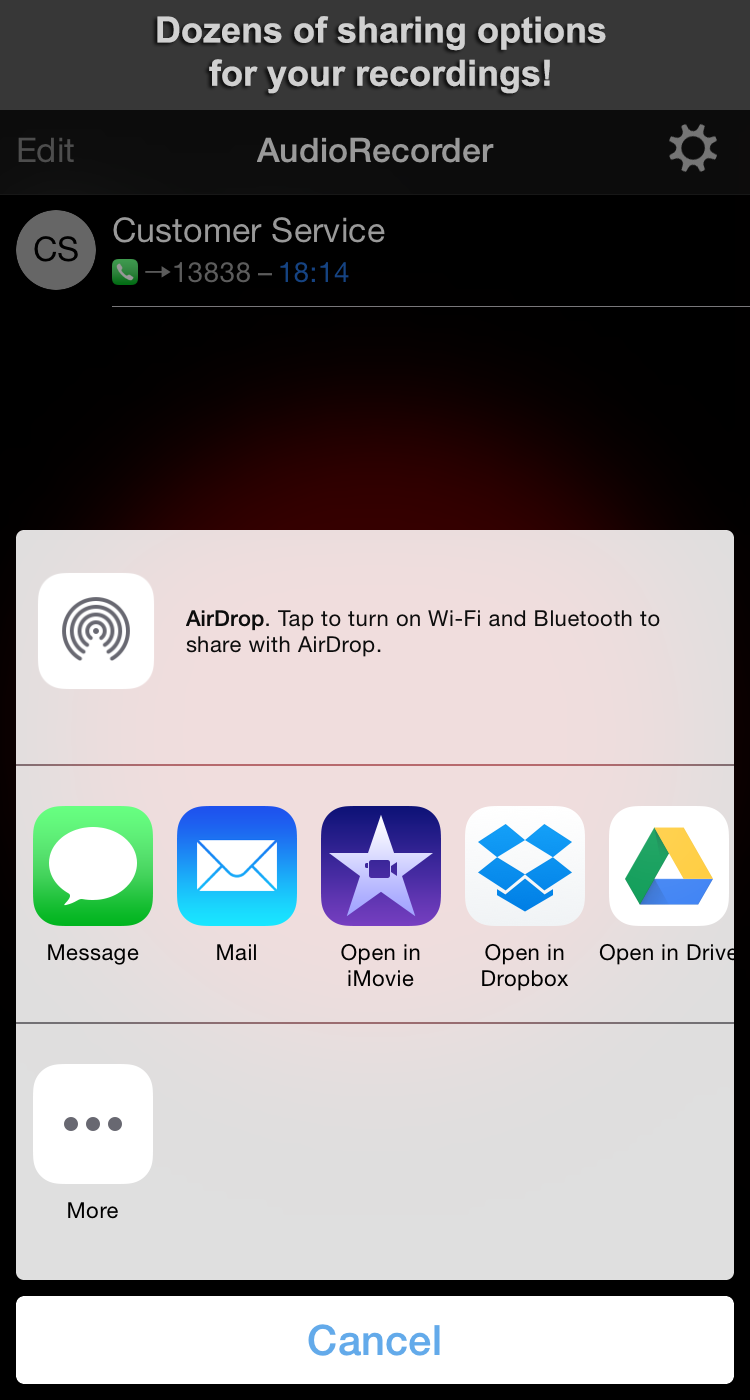 Dozens of sharing options
for your recordings!
Edit
AudioRecorder
CS
Customer Service
→13838 – 18:14
AirDrop. Tap to turn on Wi-Fi and Bluetooth to
share with AirDrop.
Message
Mail
Open in
iMovie
Open in
Dropbox
Open in Drive
More
Cancel